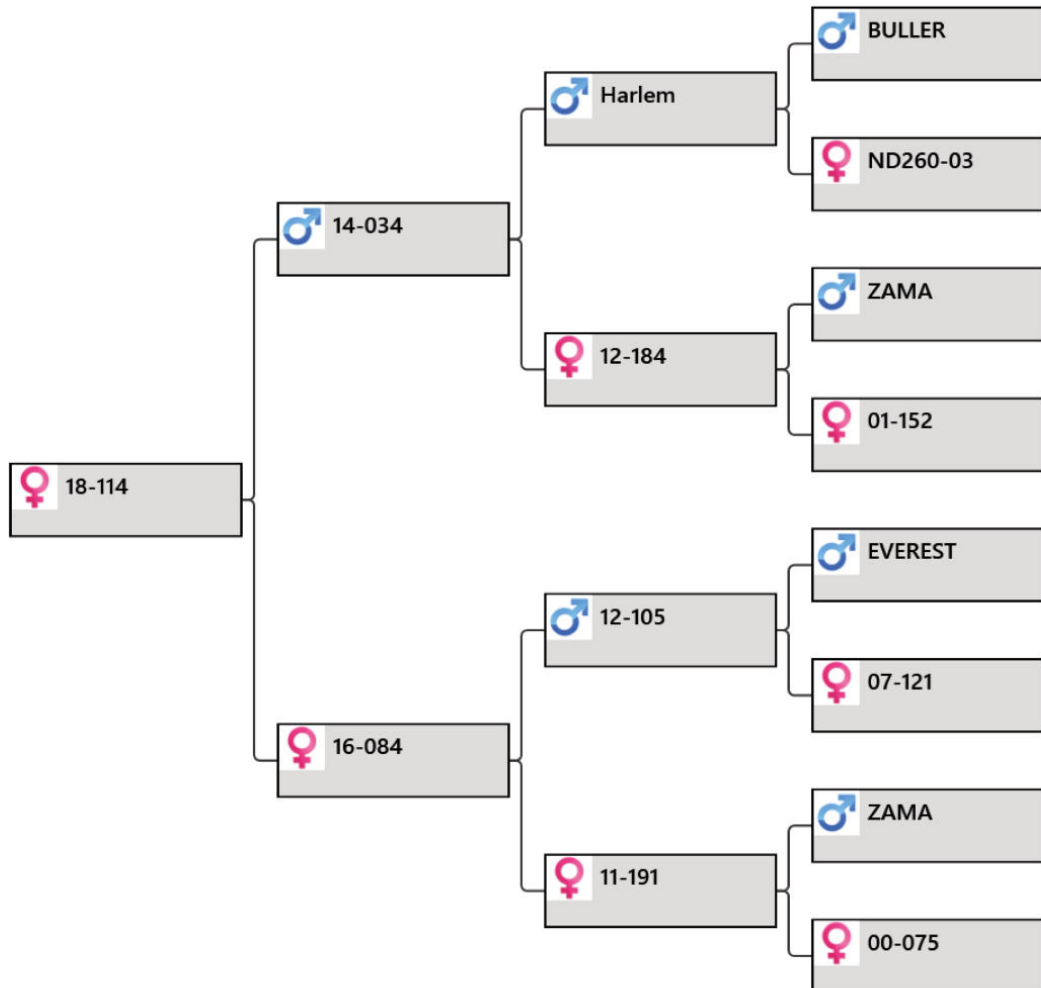 BULLER
Harlem
ND260-03
14-034
ZAMA
12-184
01-152
18-114
EVEREST
12-105
07-121
16-084
ZAMA
11-191
00-075